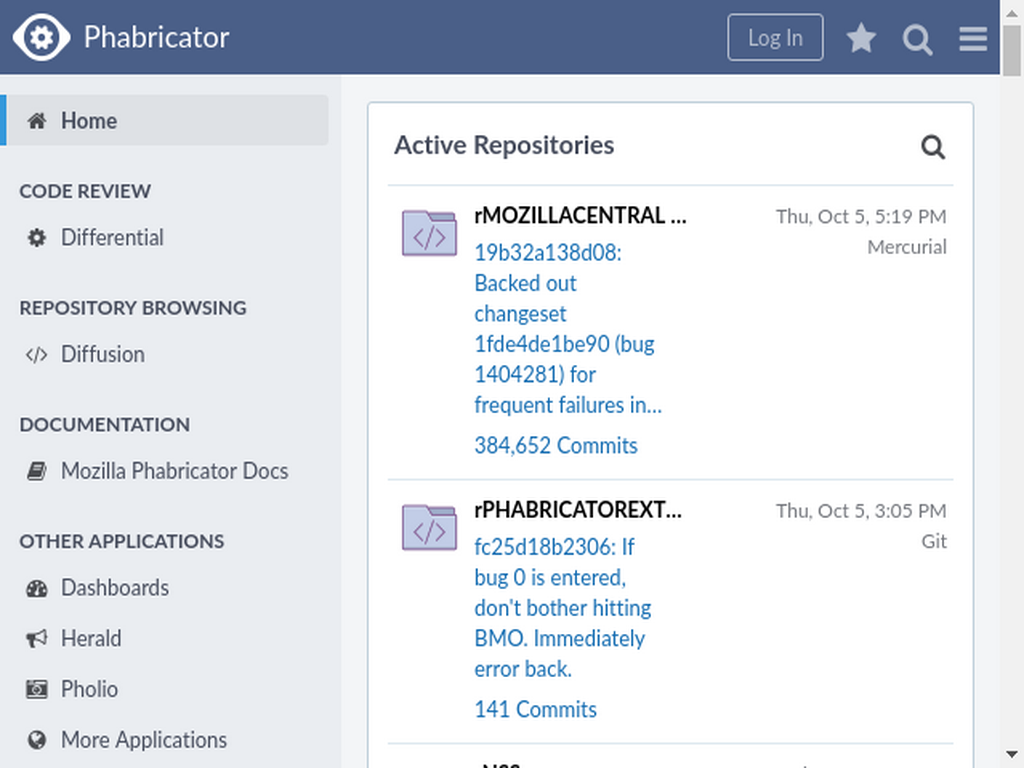 Phabricator
Log In
Home
CODE REVIEW
Differential
REPOSITORY BROWSING
Diffusion
DOCUMENTATION
Mozilla Phabricator Docs
OTHER APPLICATIONS
Dashboards
Herald
Pholio
More Applications
Active Repositories
rMOZILLACENTRAL ...
Thu, Oct 5, 5:19 PM
Mercurial
19b32a138d08:
Backed out
changeset
1fde4de1be90 (bug
1404281) for
frequent failures in...
384,652 Commits
rPHABRICATOREXT...
Thu, Oct 5, 3:05 PM
Git
fc25d18b2306: If
bug 0 is entered,
don't bother hitting
BMO. Immediately
error back.
141 Commits